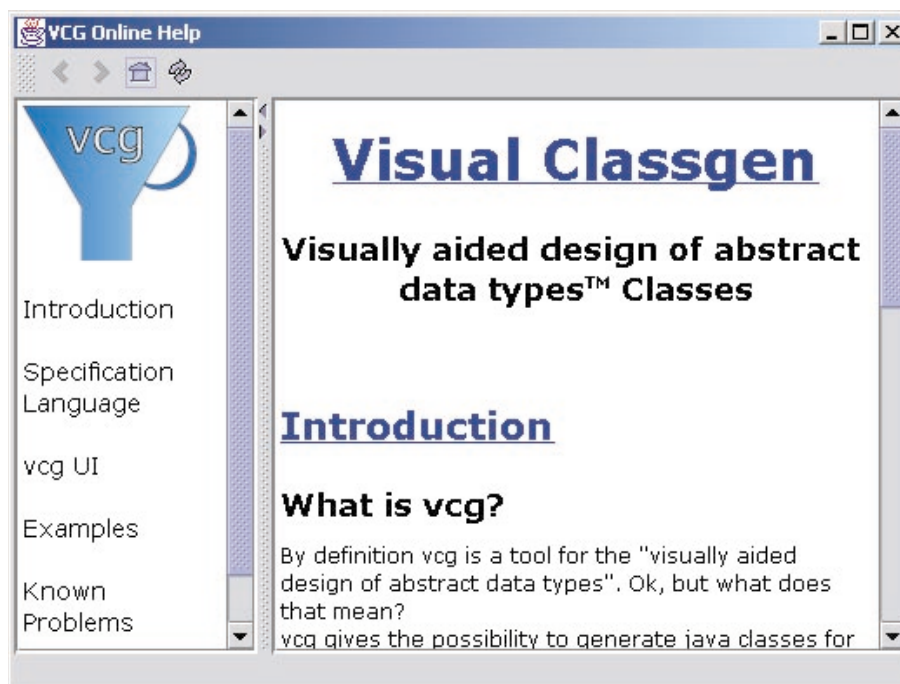 VCG Online Help
vcg
Introduction
Specification
Language
vcg UI
Examples
Known
Problems
Visual Classgen
Visually aided design of abstract
data types™ Classes
Introduction
What is vcg?
By definition vcg is a tool for the "visually aided
design of abstract data types". Ok, but what does
that mean?
vcg gives the possibility to generate java classes for